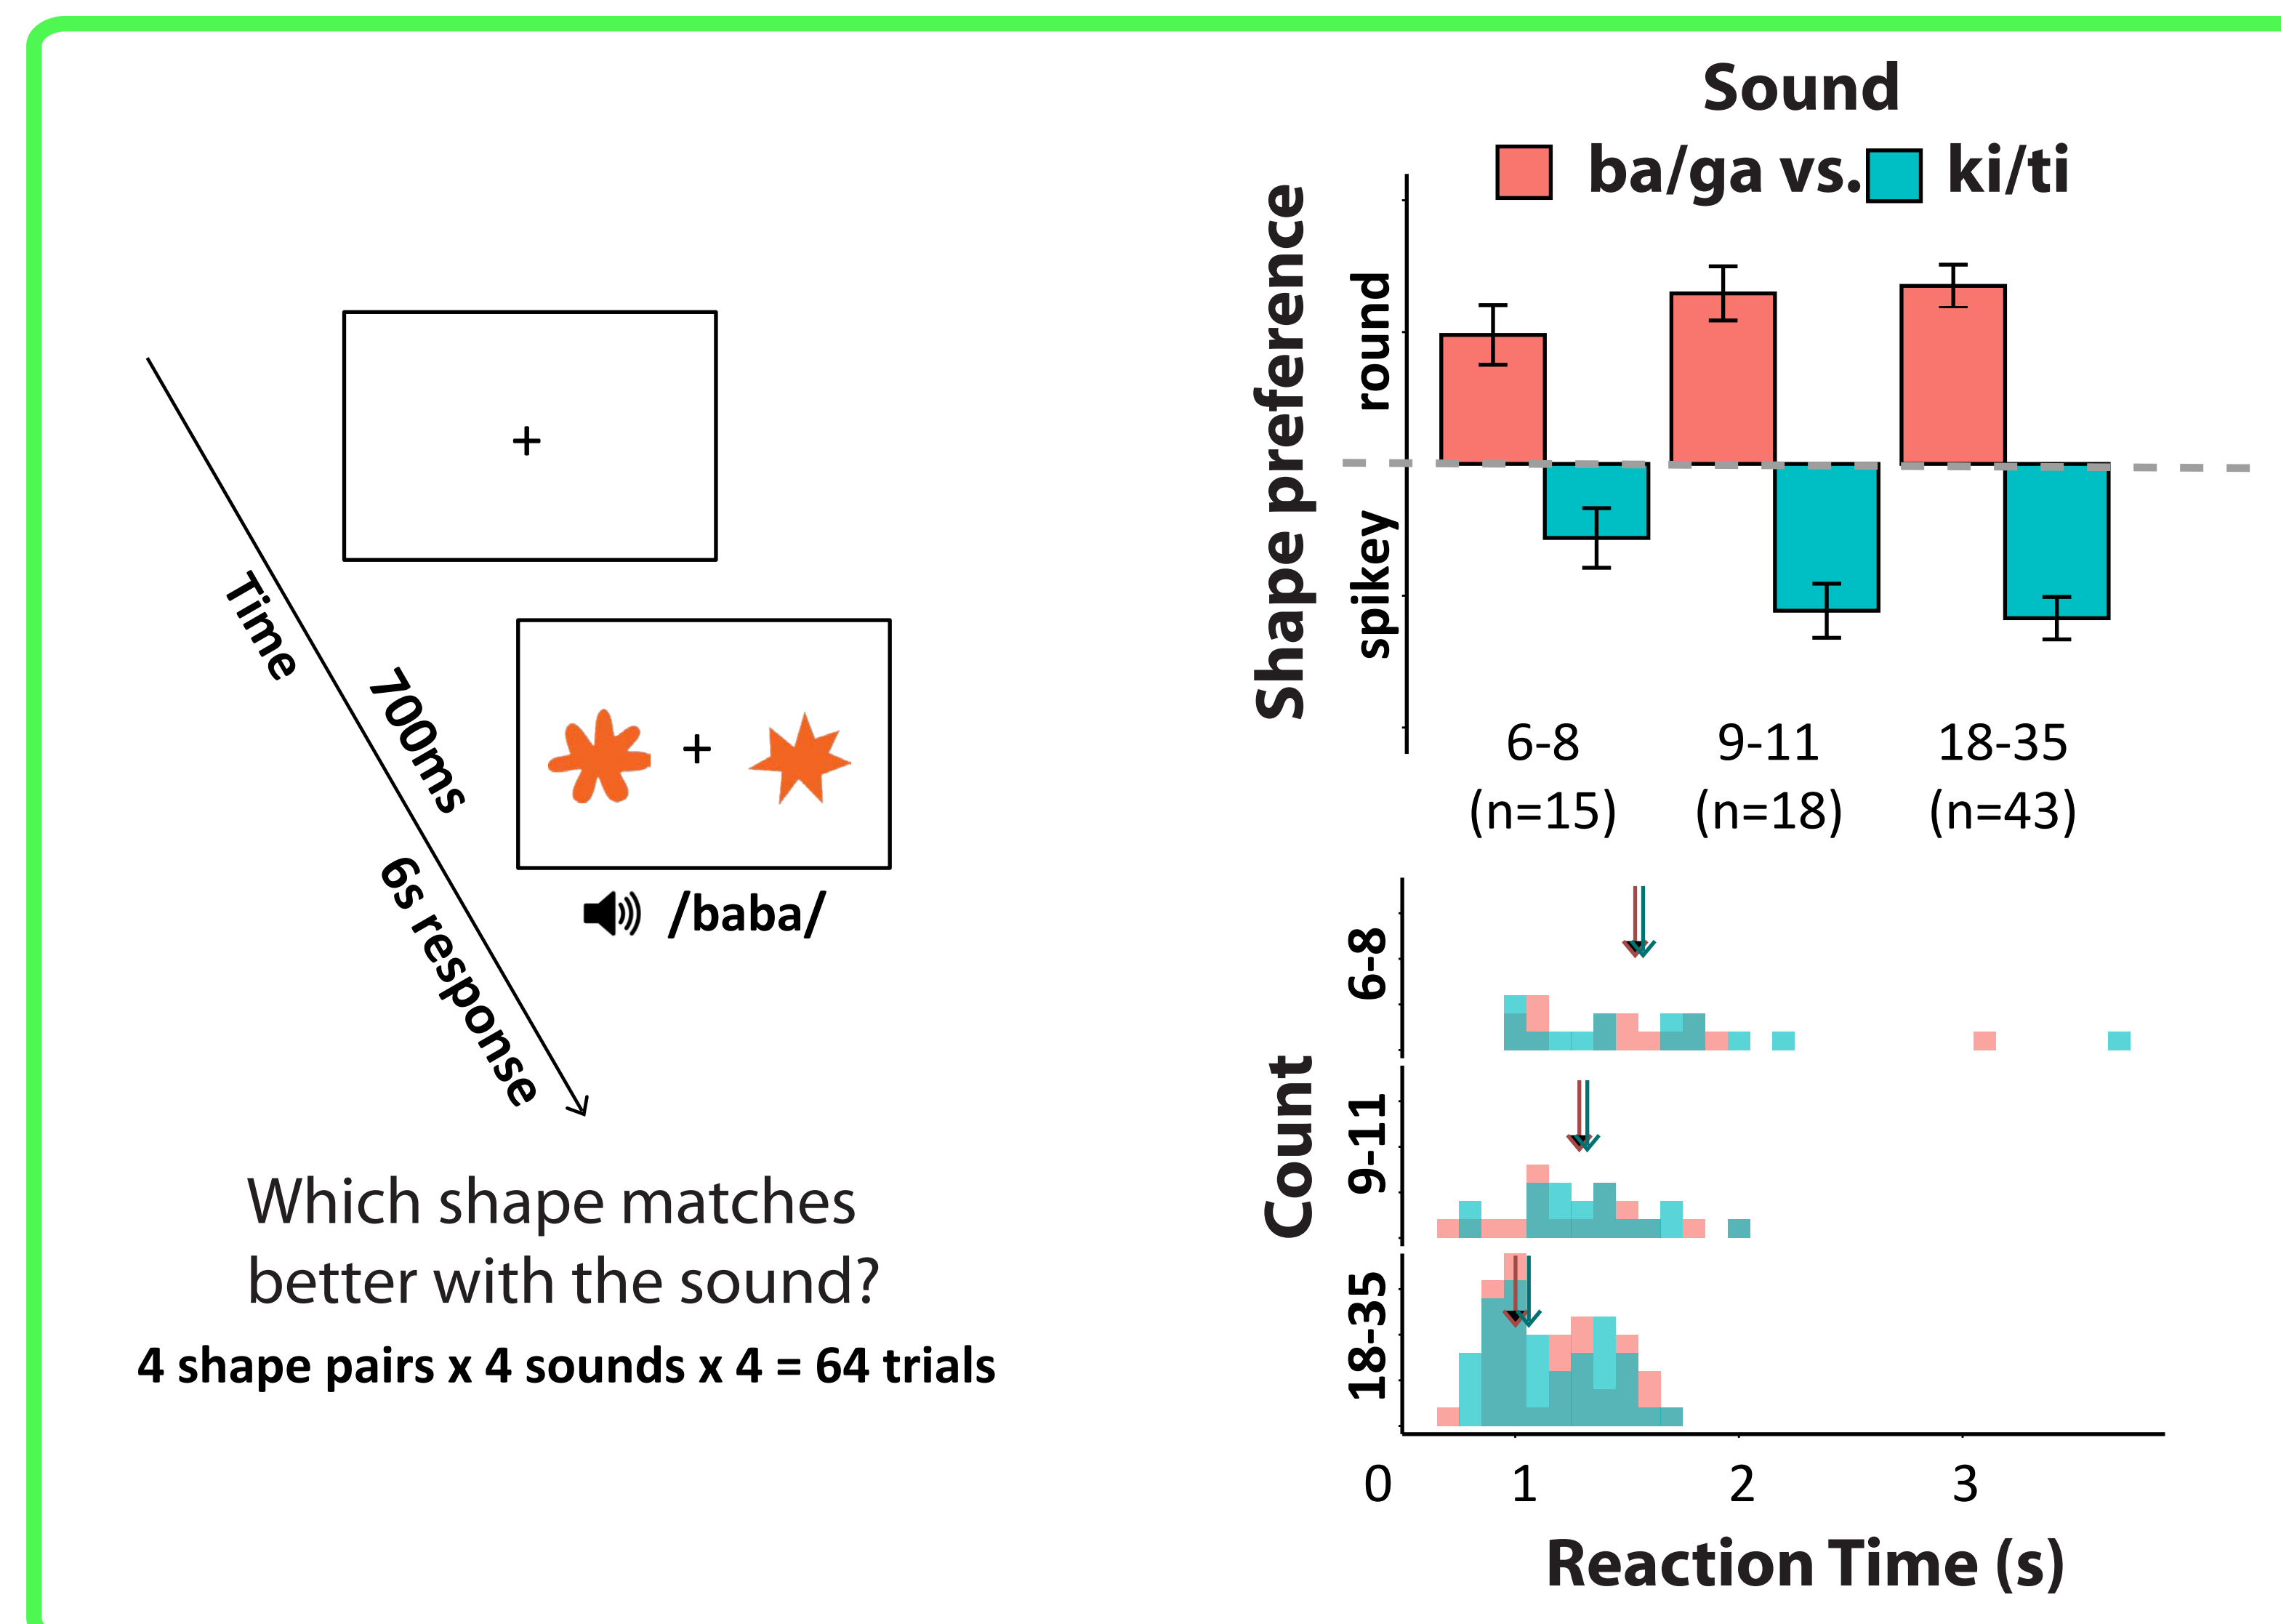 +
Time
700ms
6s response
+
/baba/
Which shape matches
better with the sound?
4 shape pairs x 4 sounds x 4 = 64 trials
Sound
ba/ga vs. ki/ti
Shape preference
round
spikey
6-8 9-11 18-35
(n=15) (n=18) (n=43)
Count
6-8
9-11
18-35
0 1 2 3
Reaction Time (s)